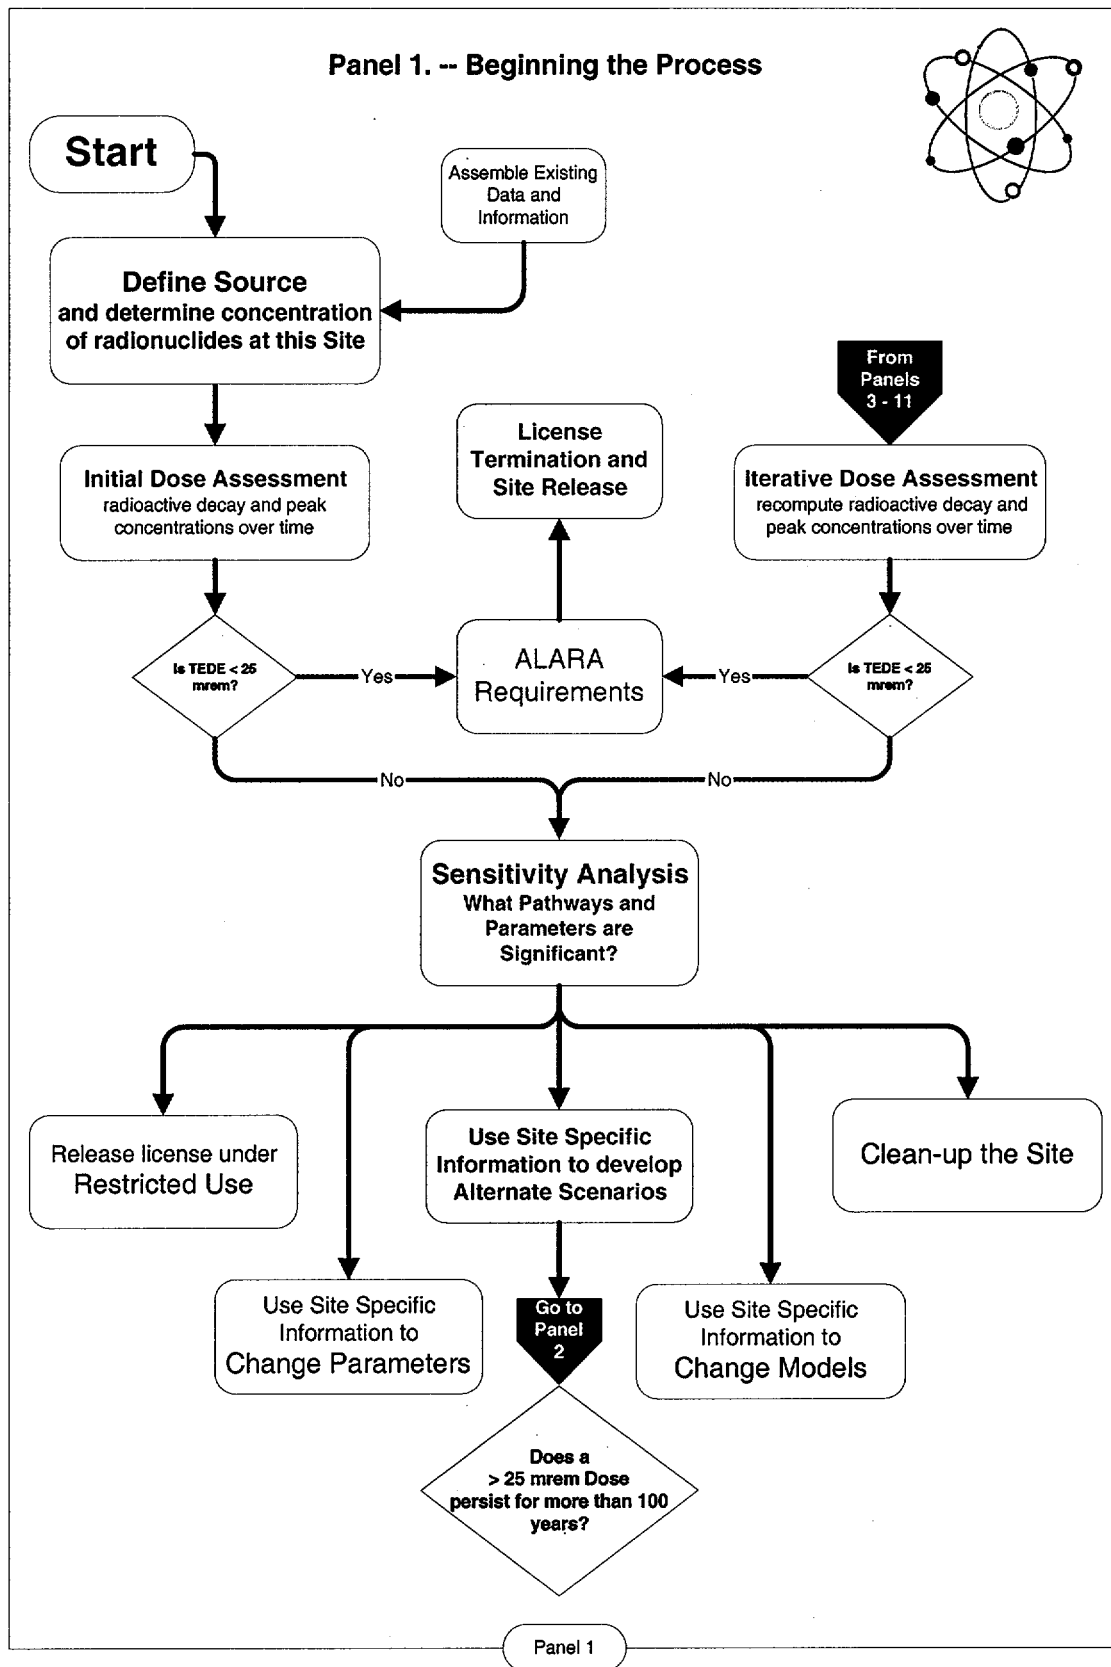 Panel 1. -- Beginning the Process
Start
Assemble Existing
Data and
Information
Define Source
and determine concentration
of radionuclides at this Site
From
Panels
3 - 11
License
Termination and
Site Release
Initial Dose Assessment
radioactive decay and peak
concentrations over time
Iterative Dose Assessment
recompute radioactive decay and
peak concentrations over time
Is TEDE < 25
mrem?
Yes
ALARA
Requirements
Yes
Is TEDE < 25
mrem?
No
No
Sensitivity Analysis
What Pathways and
Parameters are
Significant?
Release license under
Restricted Use
Use Site Specific
Information to develop
Alternate Scenarios
Clean-up the Site
Use Site Specific
Information to
Change Parameters
Go to
Panel
2
Use Site Specific
Information to
Change Models
Does a
> 25 mrem Dose
persist for more than 100
years?
Panel 1